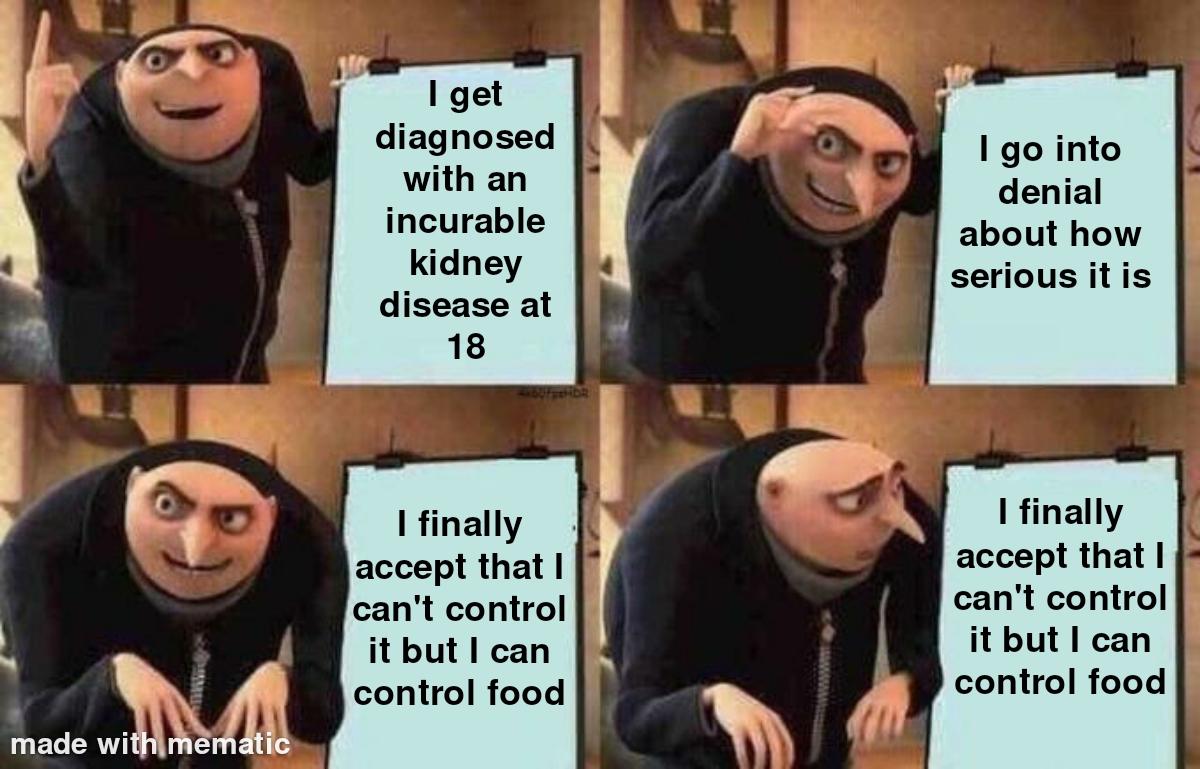 I get
diagnosed
with an
incurable
kidney
disease at
18
I go into
denial
about how
serious it is
I finally
accept that I
can't control
it but I can
control food
I finally
accept that I
can't control
it but I can
control food
made with mematic